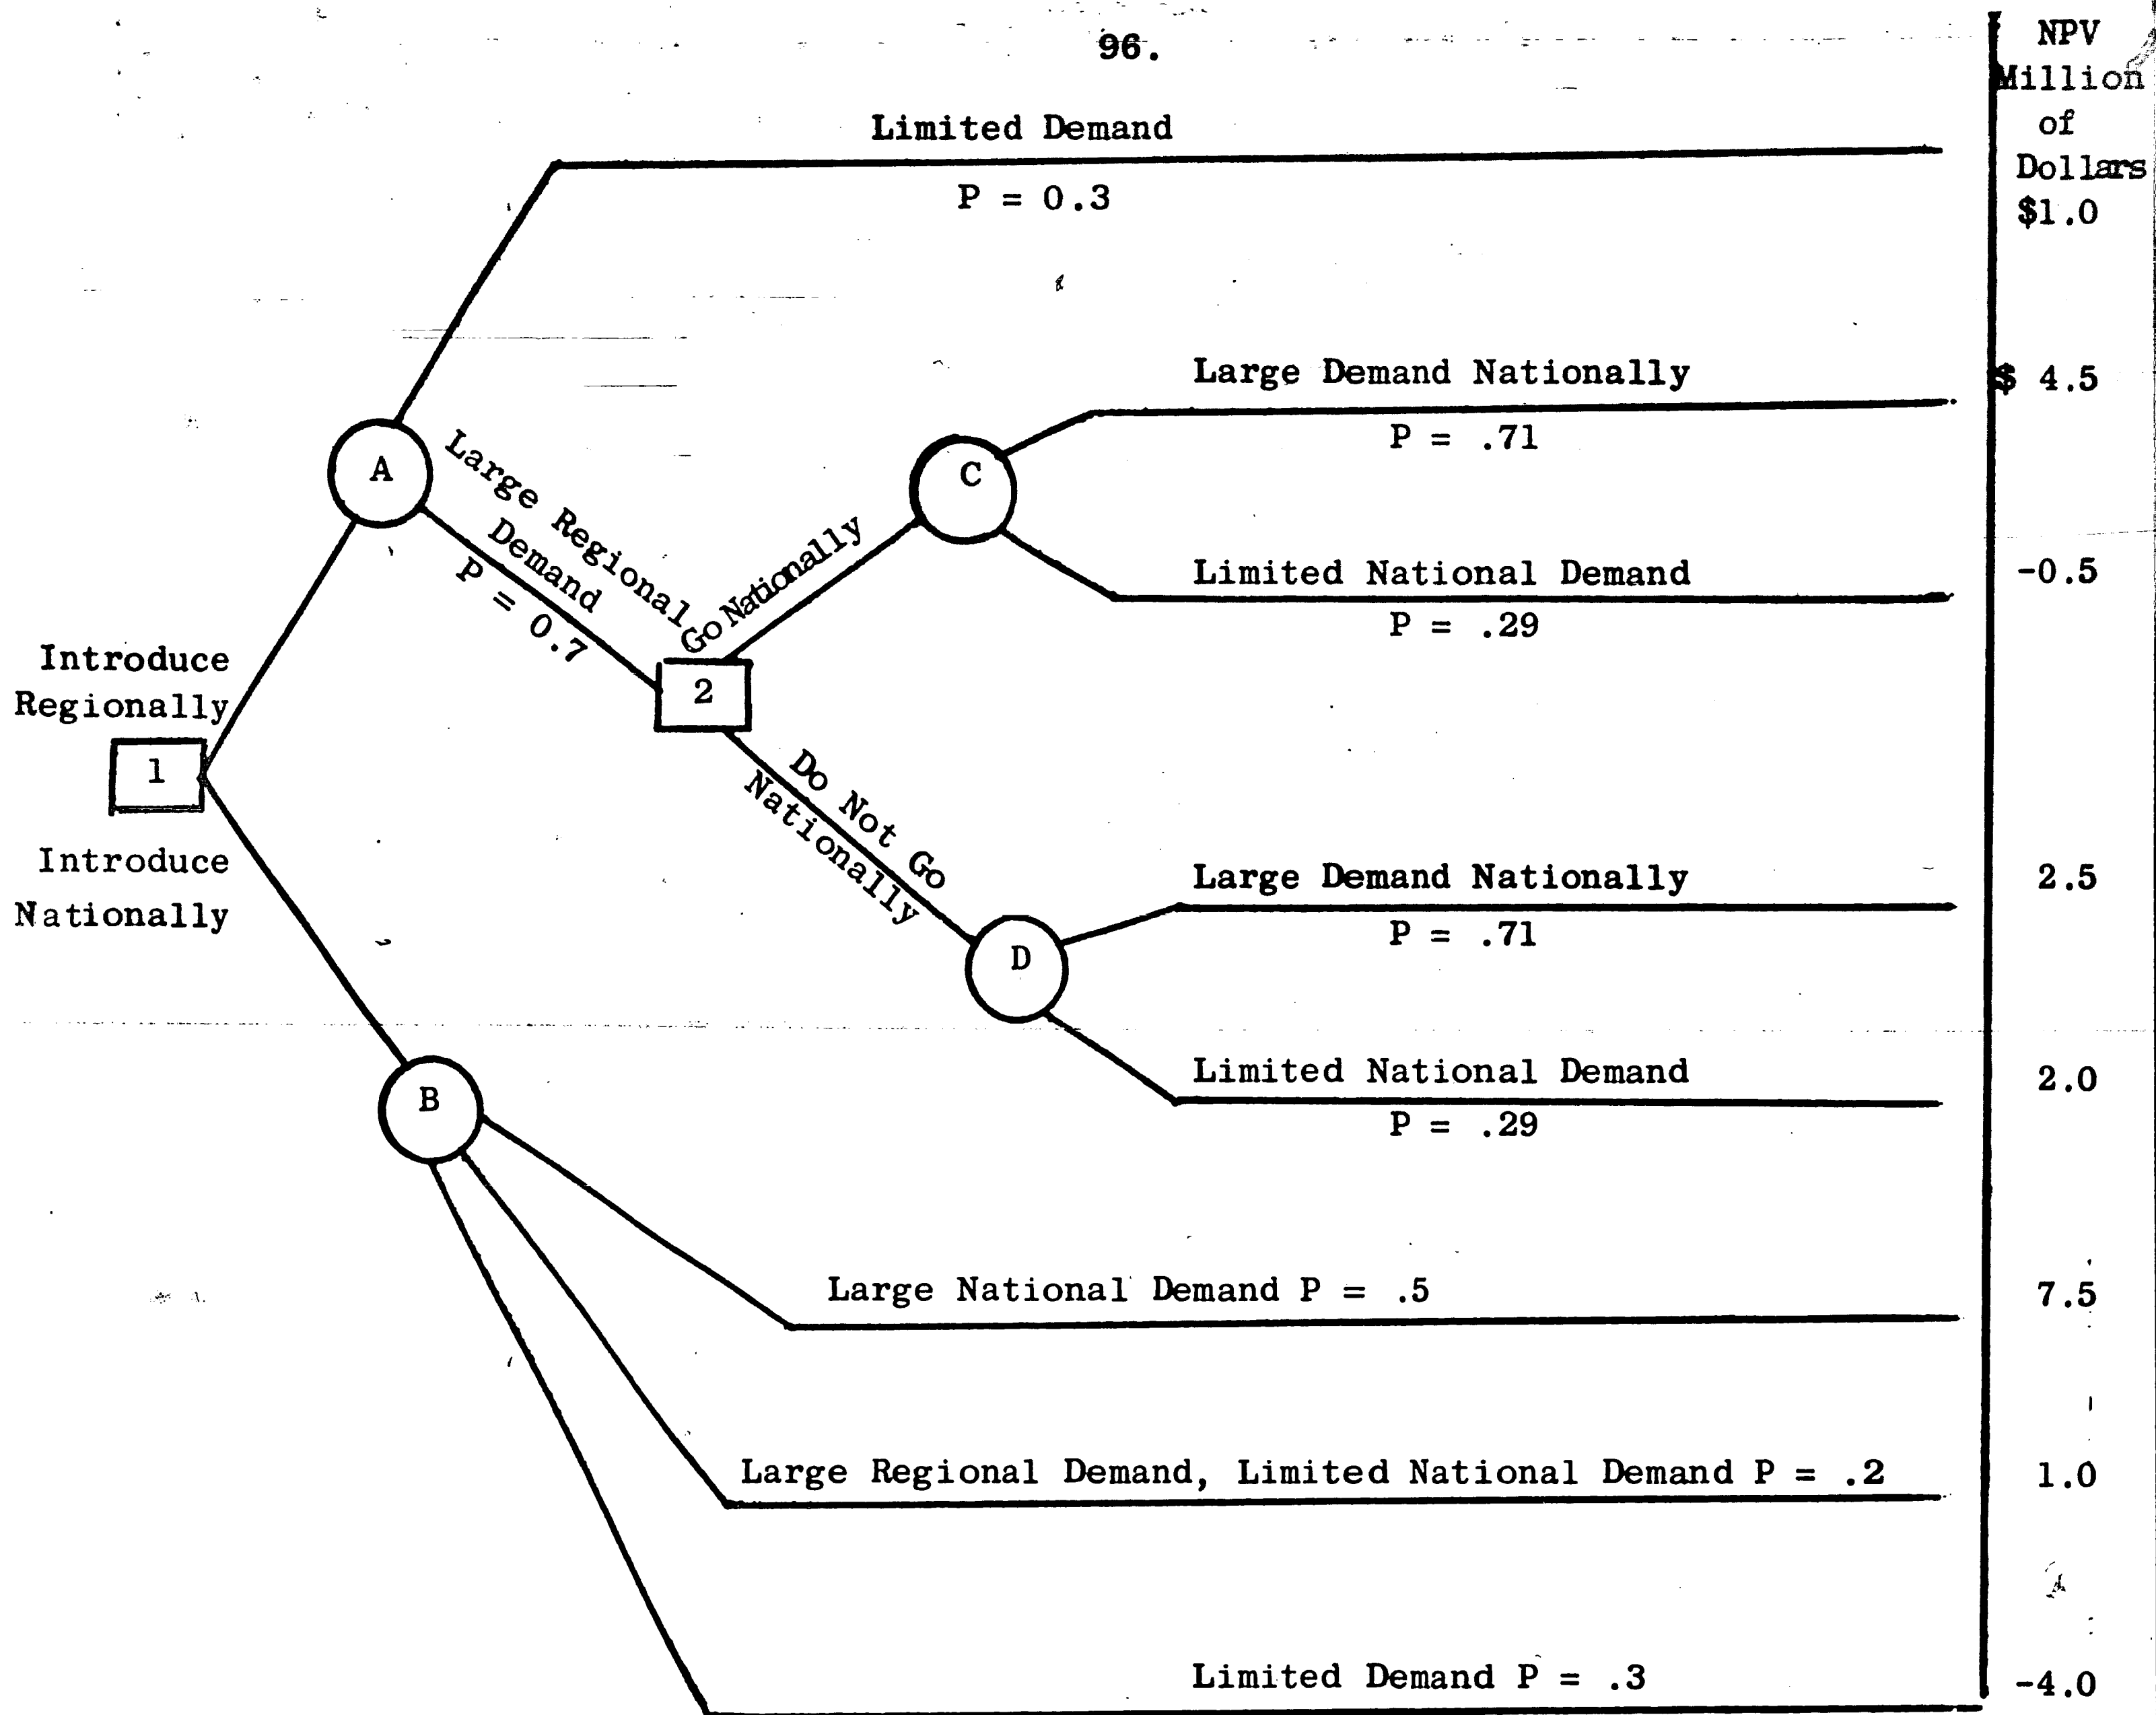 96.
NPV
Million
of
Dollars
Limited Demand
P = 0.3
$1.0
Large Demand Nationally
$ 4.5
P = .71
A
C
Large Regional
Demand
P = 0.7
Go Nationally
Limited National Demand
-0.5
P = .29
Introduce
Regionally
2
1
Do Not Go
Nationally
Introduce
Nationally
Large Demand Nationally
2.5
P = .71
D
Limited National Demand
2.0
P = .29
B
Large National Demand P = .5
7.5
Large Regional Demand, Limited National Demand P = .2
1.0
Limited Demand P = .3
-4.0